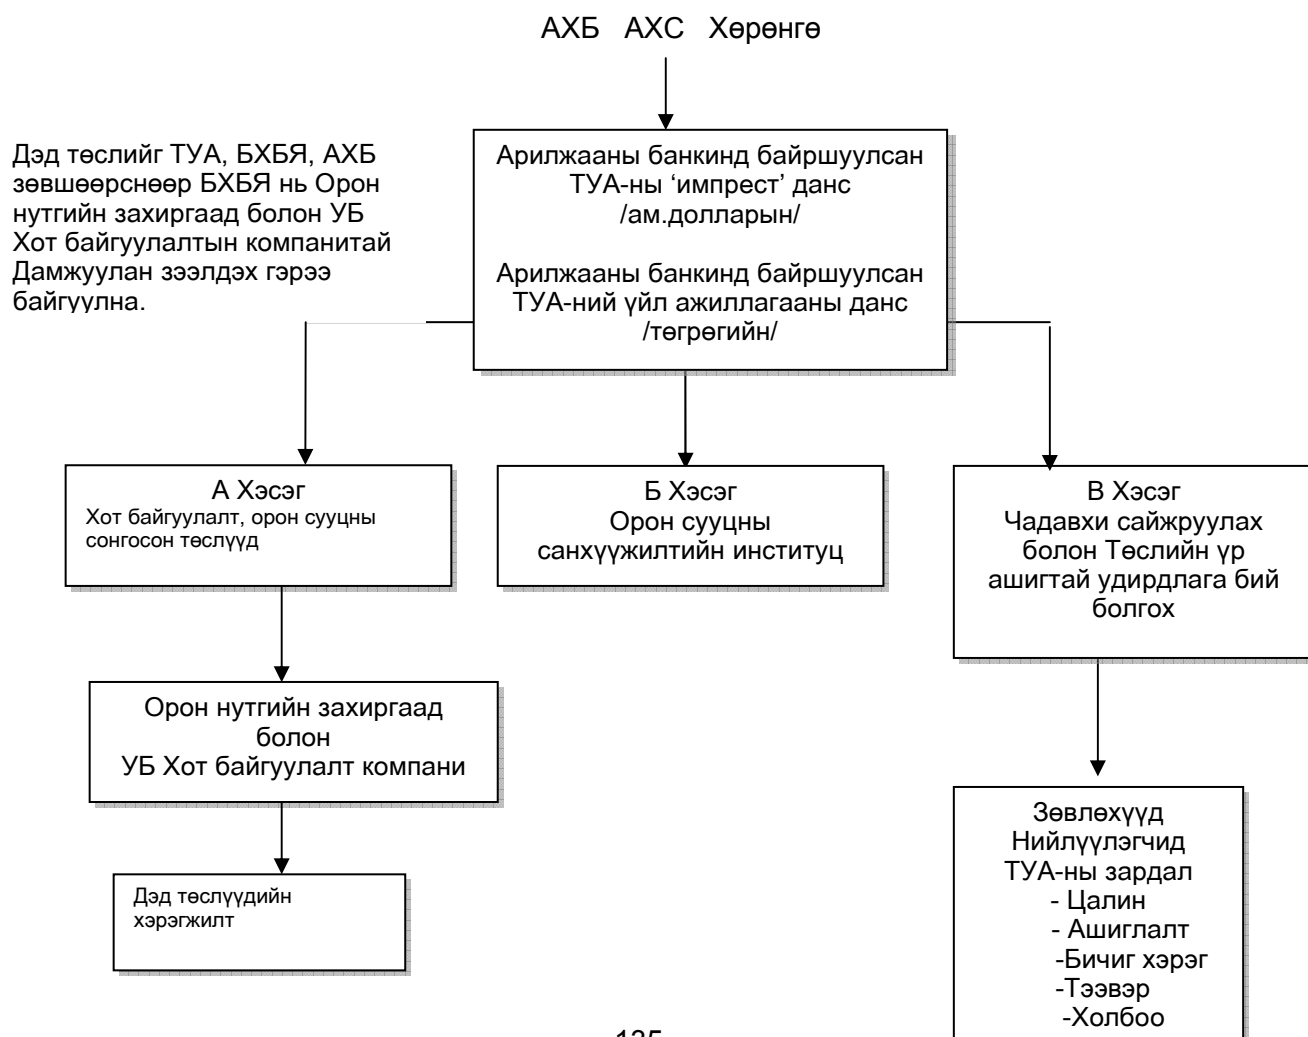 АХБ АХС Хөрөнгө
Дэд төслийг ТУА, БХБЯ, АХБ
зөвшөөрснөөр БХБЯ нь Орон
нутгийн захиргаад болон УБ
Хот байгуулалтын компанитай
Дамжуулан зээлдэх гэрээ
байгуулна.
Арилжааны банкинд байршуулсан
ТУА-ны ‘импрест’ данс
/ам.долларын/
Арилжааны банкинд байршуулсан
ТУА-ний үйл ажиллагааны данс
/төгрөгийн/
А Хэсэг
Хот байгуулалт, орон сууцны
сонгосон төслүүд
Б Хэсэг
Орон сууцны
санхүүжилтийн институц
В Хэсэг
Чадавхи сайжруулах
болон Төслийн үр
ашигтай удирдлага бий
болгох
Орон нутгийн захиргаад
болон
УБ Хот байгуулалт компани
Дэд төслүүдийн
хэрэгжилт
Зөвлөхүүд
Нийлүүлэгчид
ТУА-ны зардал
- Цалин
- Ашиглалт
-Бичиг хэрэг
-Тээвэр
-Холбоо